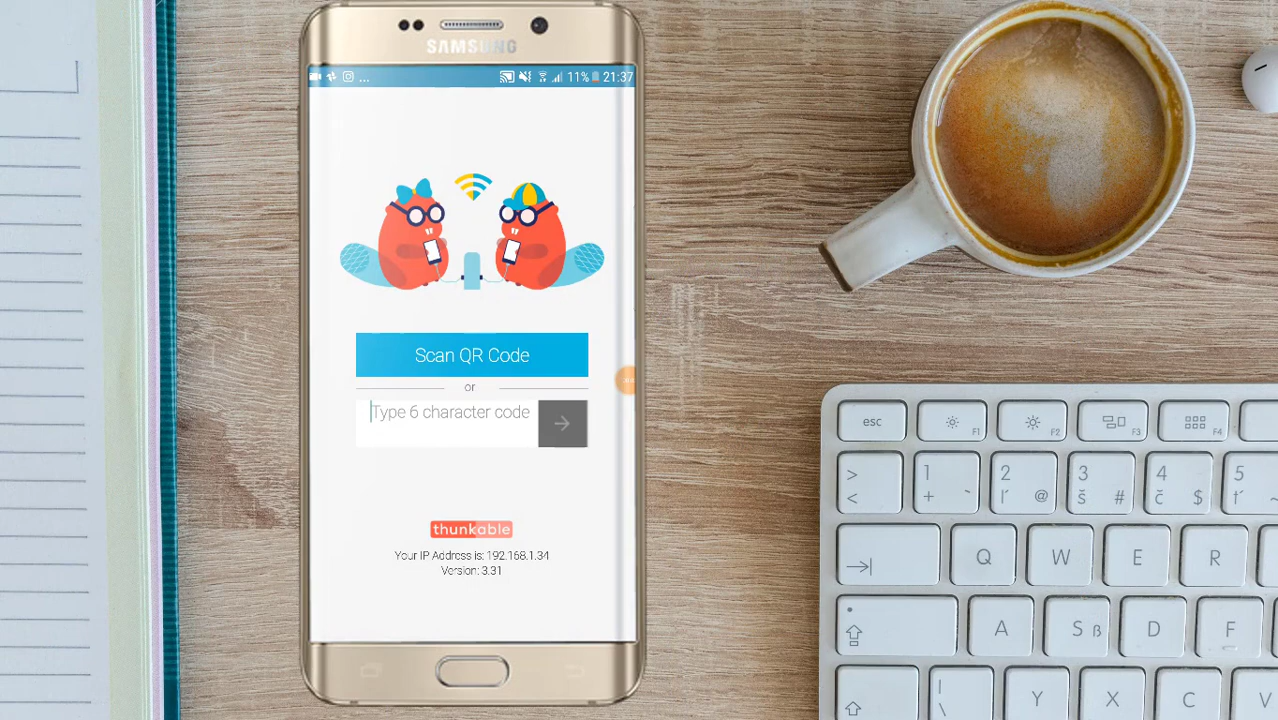 SAMSUNG
... 11% 21:37
Scan QR Code
or
Type 6 character code
thunkable
Your IP Address is: 192.168.1.34
Version: 3.31
esc F1 F2 F3 F4
> 1 2 3 4 5
< + ˇ ľ @ š # č $ ť ~
Q W E R
A S ß D F
| \ Y X C V